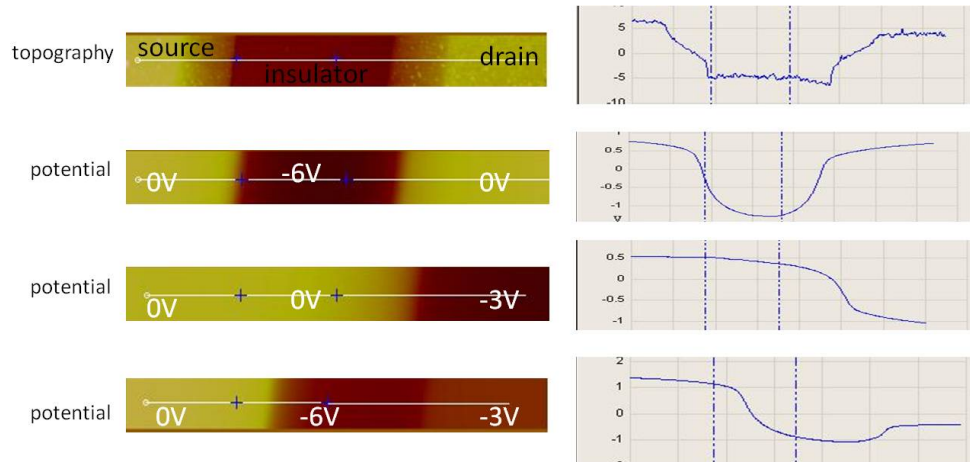 topography
source
insulator
drain
5
0
-5
-10
potential
0V
-6V
0V
0.5
0
-0.5
-1
V
potential
0V
0V
-3V
0.5
0
-0.5
-1
potential
0V
-6V
-3V
2
1
0
-1